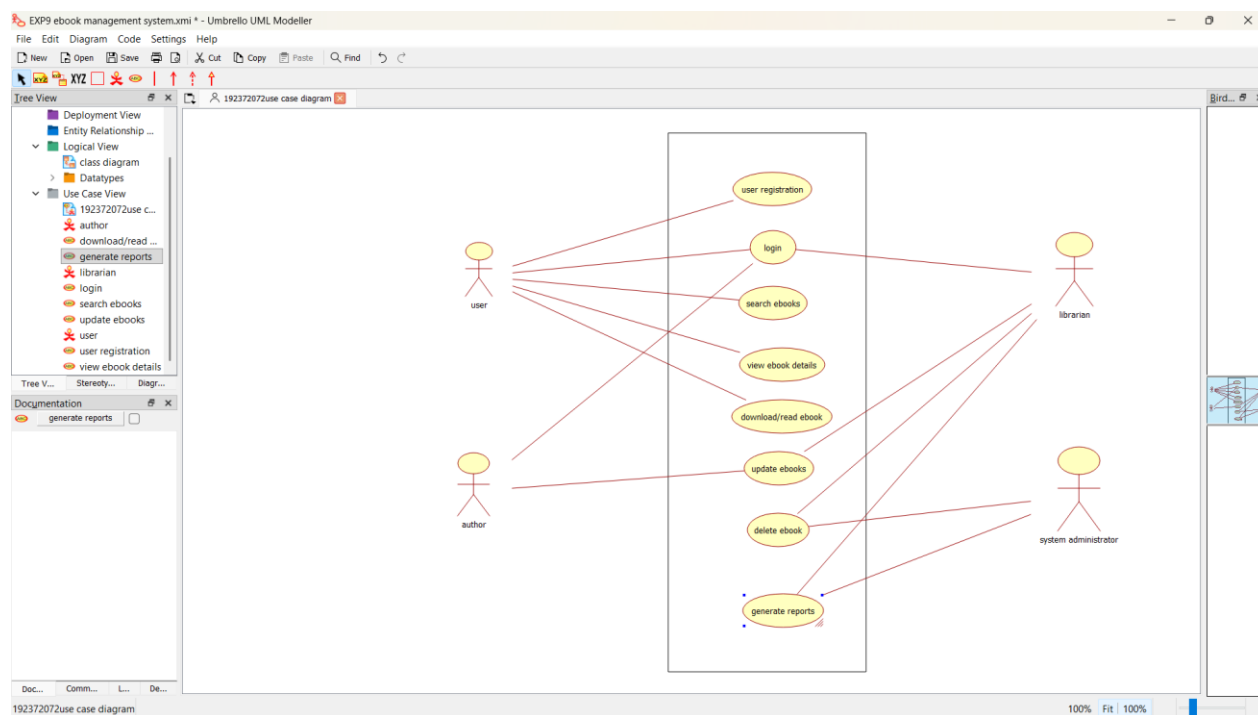 EXP9 ebook management system.xmi * - Umbrello UML Modeller
File Edit Diagram Code Settings Help
New Open Save Cut Copy Paste Find
XYZ XYZ
Tree View
192372072use case diagram
Bird...
Deployment View
Entity Relationship ...
Logical View
class diagram
Datatypes
Use Case View
192372072use c...
author
download/read ...
generate reports
librarian
login
search ebooks
update ebooks
user
user registration
view ebook details
Tree V... Stereoty... Diagr...
Documentation
generate reports
user registration
login
search ebooks
view ebook details
download/read ebook
update ebooks
delete ebook
generate reports
user
author
librarian
system administrator
Doc... Comm... L... De...
192372072use case diagram
100% Fit 100%